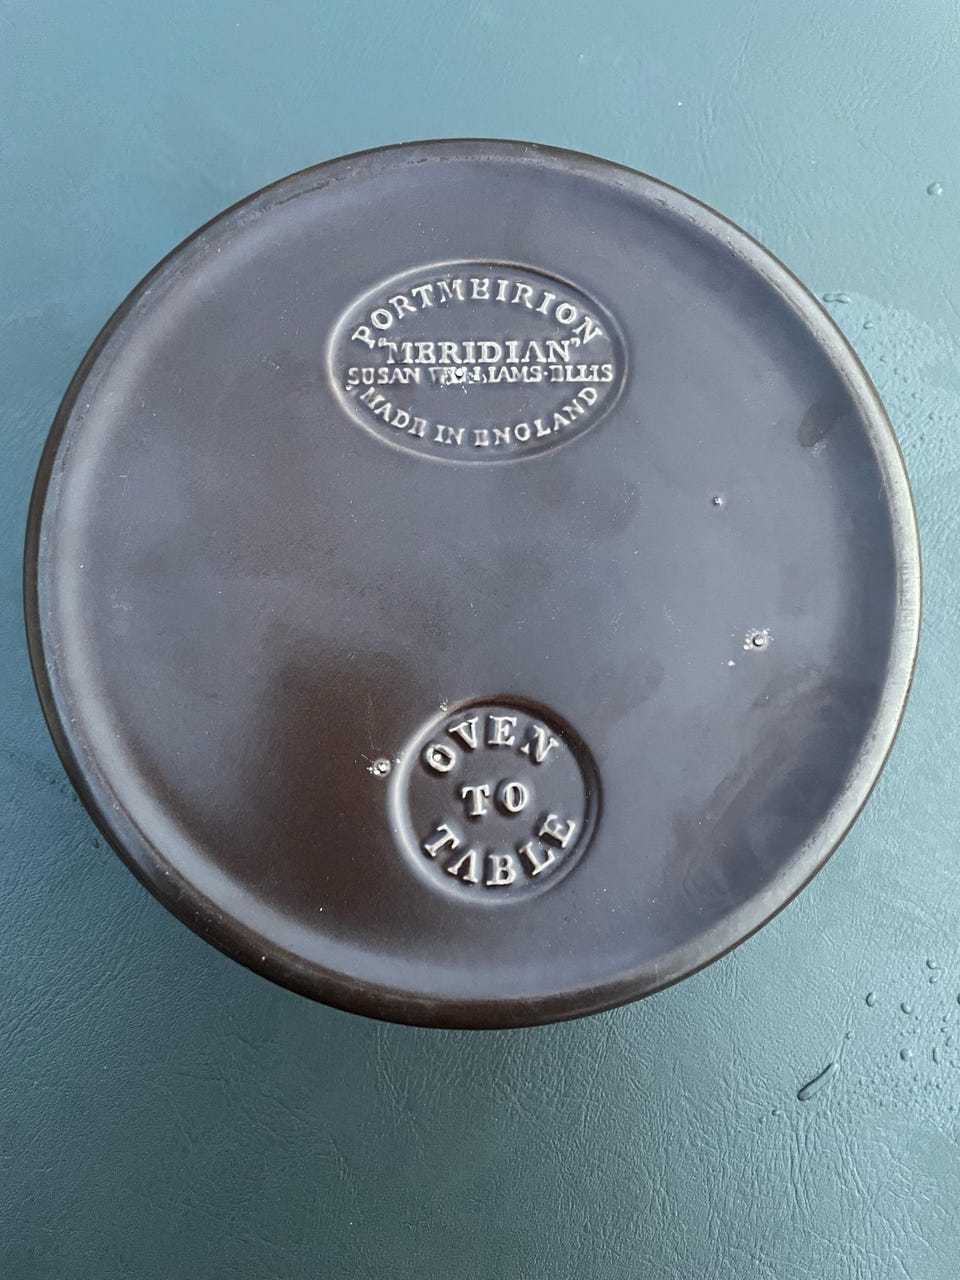 PORTMEIRION
"MERIDIAN"
SUSAN WILLIAMS-ELLIS
MADE IN ENGLAND
OVEN
TO
TABLE